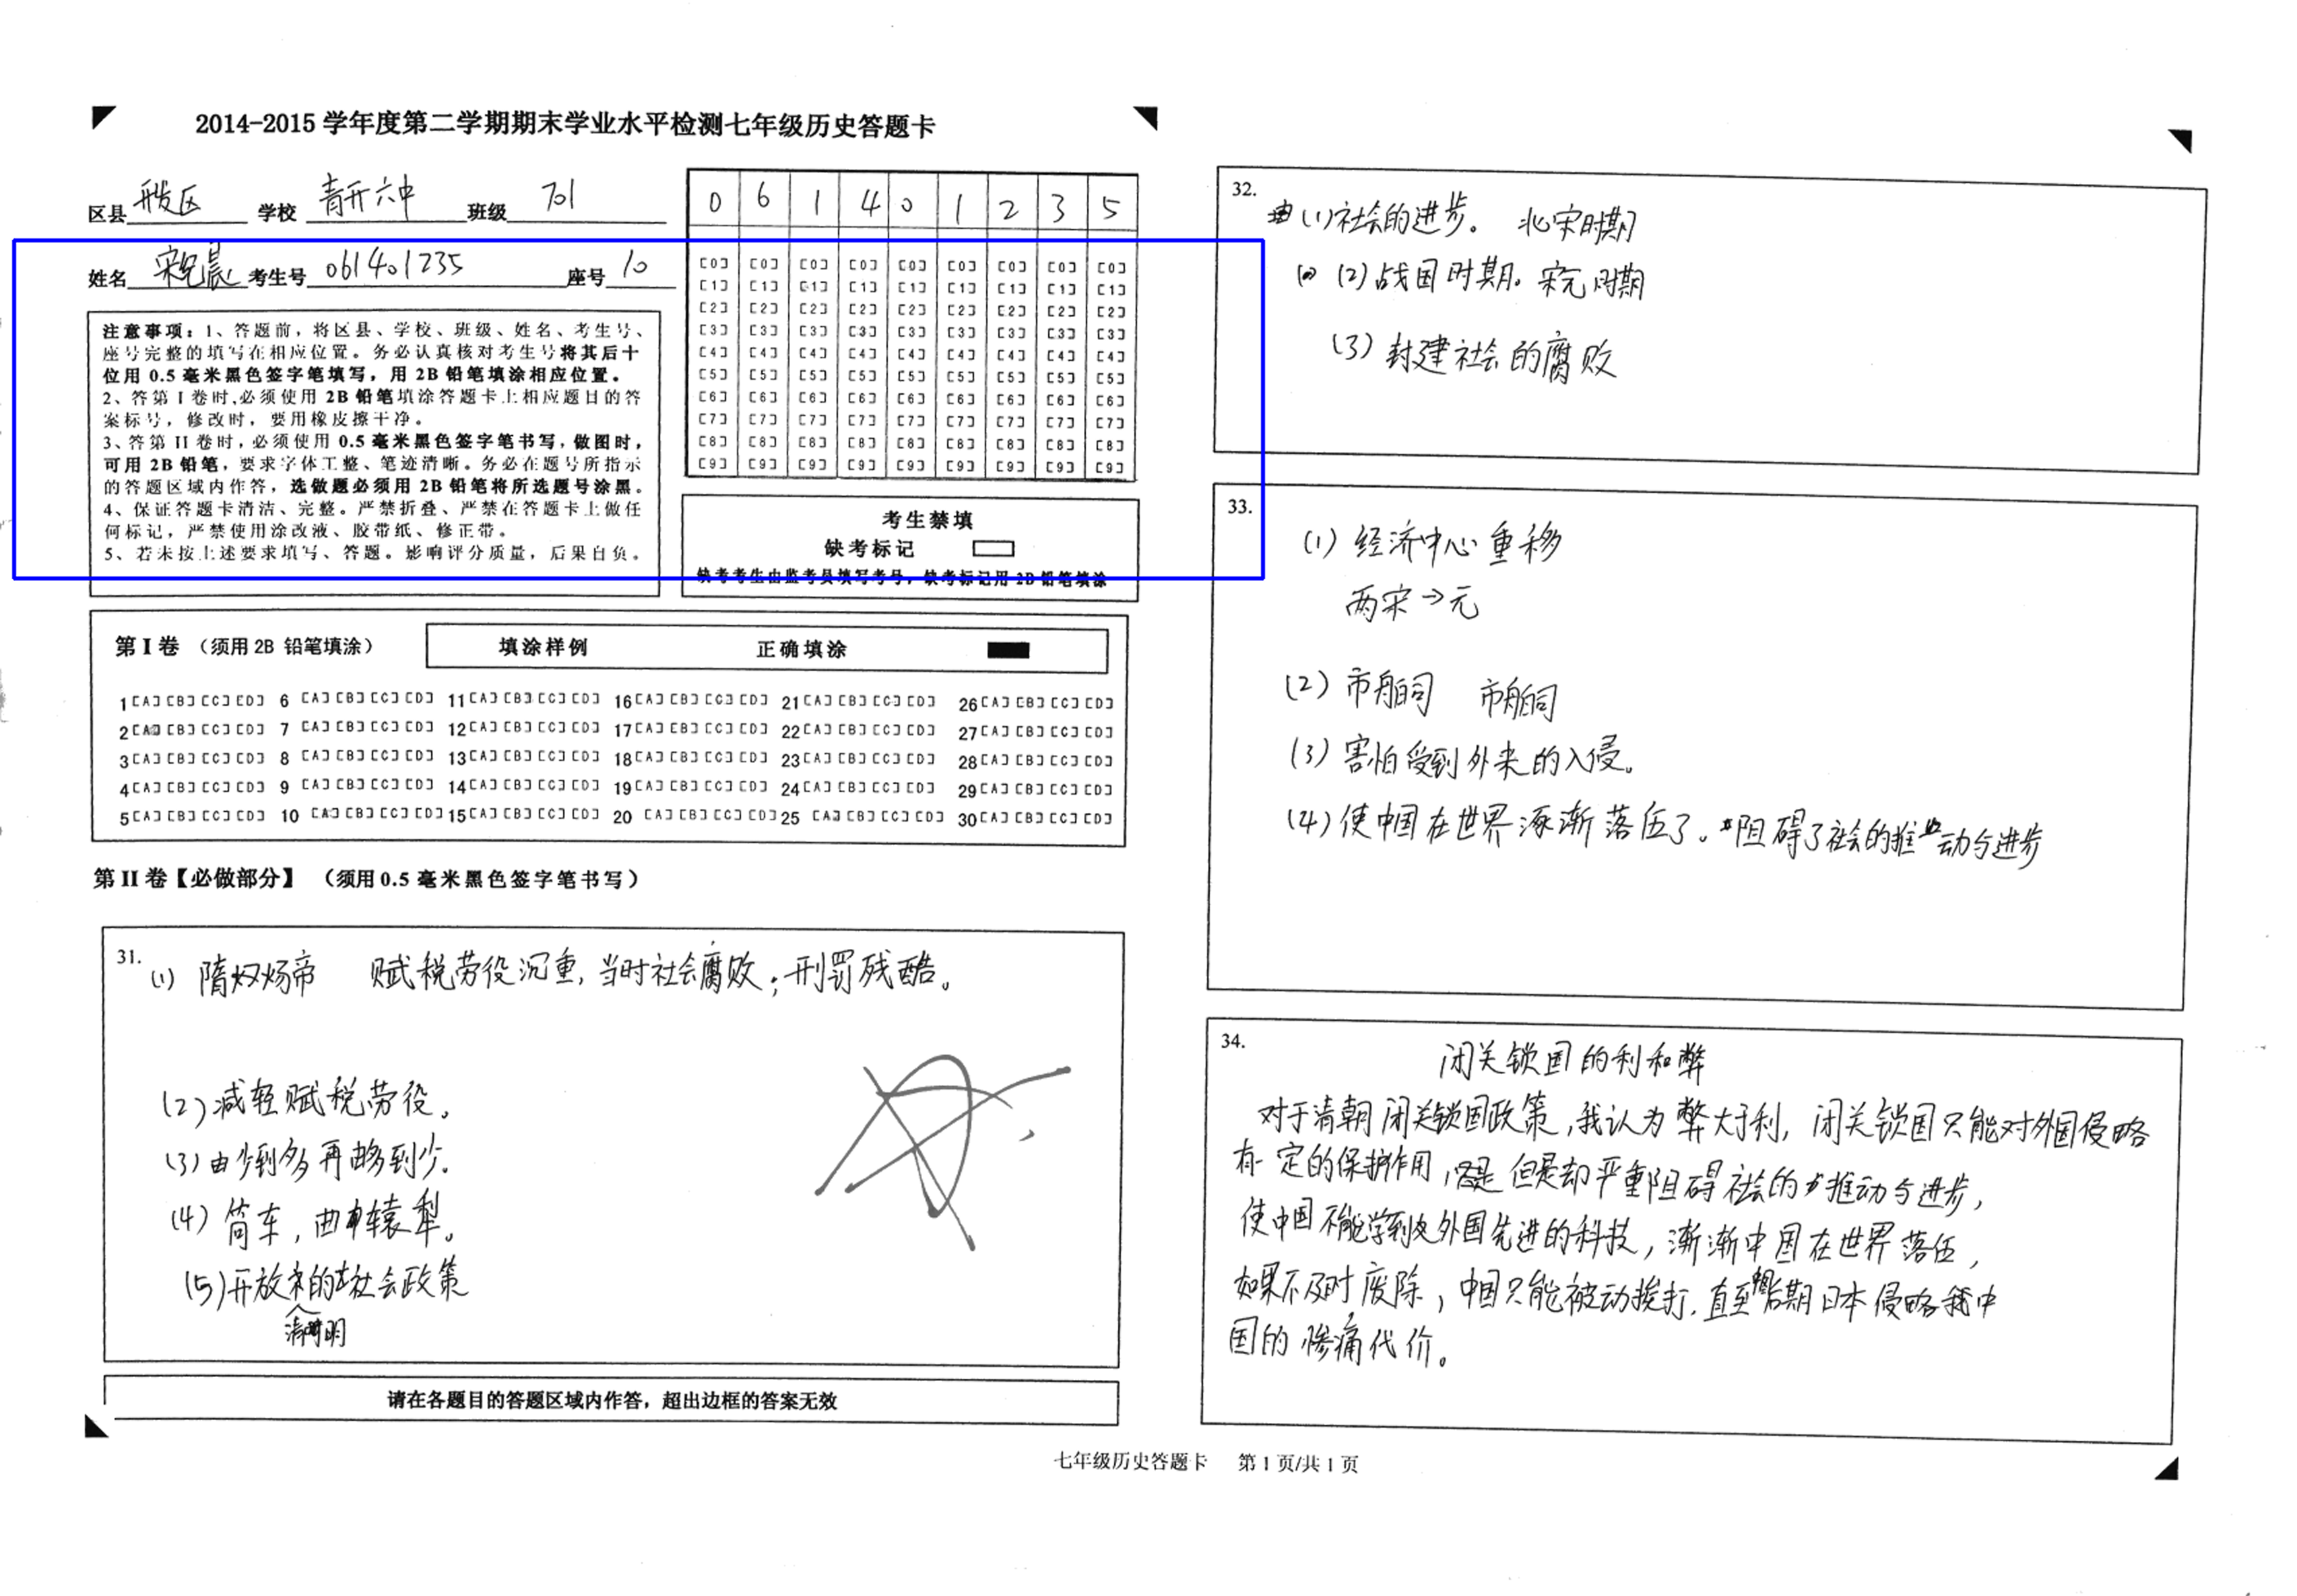 2014-2015 学年度第二学期期末学业水平检测七年级历史答题卡
区县 开发区 学校 青开六中 班级 701
姓名 宋 晨 考生号 061401235 座号 10
注意事项：1、答题前，将区县、学校、班级、姓名、考生号、
座号完整的填写在相应位置。务必认真核对考生号将其后十
位用 0.5 毫米黑色签字笔填写，用 2B 铅笔填涂相应位置。
2、答第 I 卷时，必须使用 2B 铅笔填涂答题卡上相应题目的答
案标号，修改时，要用橡皮擦干净。
3、答第 II 卷时，必须使用 0.5 毫米黑色签字笔书写，做图时，
可用 2B 铅笔，要求字体工整、笔迹清晰。务必在题号所指示
的答题区域内作答，选做题必须用 2B 铅笔将所选题号涂黑。
4、保证答题卡清洁、完整。严禁折叠、严禁在答题卡上做任
何标记，严禁使用涂改液、胶带纸、修正带。
5、若未按上述要求填写、答题。影响评分质量，后果自负。
0 6 1 4 0 1 2 3 5
[0] [0] [0] [0] [0] [0] [0] [0] [0]
[1] [1] [1] [1] [1] [1] [1] [1] [1]
[2] [2] [2] [2] [2] [2] [2] [2] [2]
[3] [3] [3] [3] [3] [3] [3] [3] [3]
[4] [4] [4] [4] [4] [4] [4] [4] [4]
[5] [5] [5] [5] [5] [5] [5] [5] [5]
[6] [6] [6] [6] [6] [6] [6] [6] [6]
[7] [7] [7] [7] [7] [7] [7] [7] [7]
[8] [8] [8] [8] [8] [8] [8] [8] [8]
[9] [9] [9] [9] [9] [9] [9] [9] [9]
考生禁填
缺考标记
缺考考生由监考员填写考号，缺考标记用 2B 铅笔填涂
第 I 卷 （须用 2B 铅笔填涂） 填涂样例 正确填涂
1 [A] [B] [C] [D] 6 [A] [B] [C] [D] 11 [A] [B] [C] [D] 16 [A] [B] [C] [D] 21 [A] [B] [C] [D] 26 [A] [B] [C] [D]
2 [A] [B] [C] [D] 7 [A] [B] [C] [D] 12 [A] [B] [C] [D] 17 [A] [B] [C] [D] 22 [A] [B] [C] [D] 27 [A] [B] [C] [D]
3 [A] [B] [C] [D] 8 [A] [B] [C] [D] 13 [A] [B] [C] [D] 18 [A] [B] [C] [D] 23 [A] [B] [C] [D] 28 [A] [B] [C] [D]
4 [A] [B] [C] [D] 9 [A] [B] [C] [D] 14 [A] [B] [C] [D] 19 [A] [B] [C] [D] 24 [A] [B] [C] [D] 29 [A] [B] [C] [D]
5 [A] [B] [C] [D] 10 [A] [B] [C] [D] 15 [A] [B] [C] [D] 20 [A] [B] [C] [D] 25 [A] [B] [C] [D] 30 [A] [B] [C] [D]
第 II 卷【必做部分】 （须用 0.5 毫米黑色签字笔书写）
31.
(1) 隋炀帝 赋税劳役沉重，当时社会腐败；刑罚残酷。
(2) 减轻赋税劳役。
(3) 由少到多再由多到少.
(4) 筒车，曲辕犁。
(5) 开放的社会政策
清明
请在各题目的答题区域内作答，超出边框的答案无效
32.
(1) 社会的进步。 北宋时期
(2) 战国时期。宋元时期
(3) 封建社会的腐败
33.
(1) 经济中心重移
两宋→元
(2) 市舶司 市舶司
(3) 害怕受到外来的入侵。
(4) 使中国在世界逐渐落伍了。阻碍了社会的推动与进步
34.
闭关锁国的利和弊
对于清朝闭关锁国政策，我认为弊大于利，闭关锁国只能对外国侵略
有一定的保护作用，但是却严重阻碍社会的推动与进步，
使中国不能学到外国先进的科技，渐渐中国在世界落伍，
如果不及时废除，中国只能被动挨打. 直至后期日本侵略我中
国的惨痛代价。
七年级历史答题卡 第 1 页/共 1 页